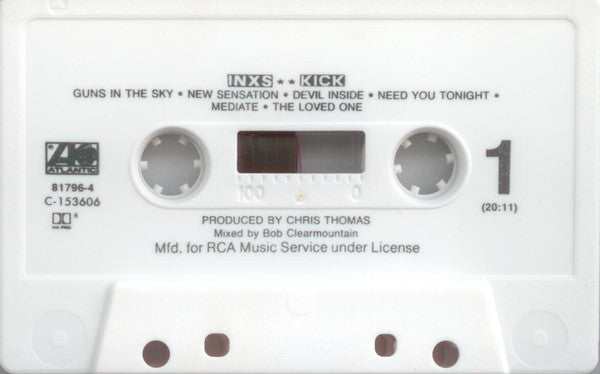 INXS ★★ KICK
GUNS IN THE SKY • NEW SENSATION • DEVIL INSIDE • NEED YOU TONIGHT •
MEDIATE • THE LOVED ONE
ATLANTIC
81796-4
C-153606
HX PRO
100 0
1
(20:11)
PRODUCED BY CHRIS THOMAS
Mixed by Bob Clearmountain
Mfd. for RCA Music Service under License